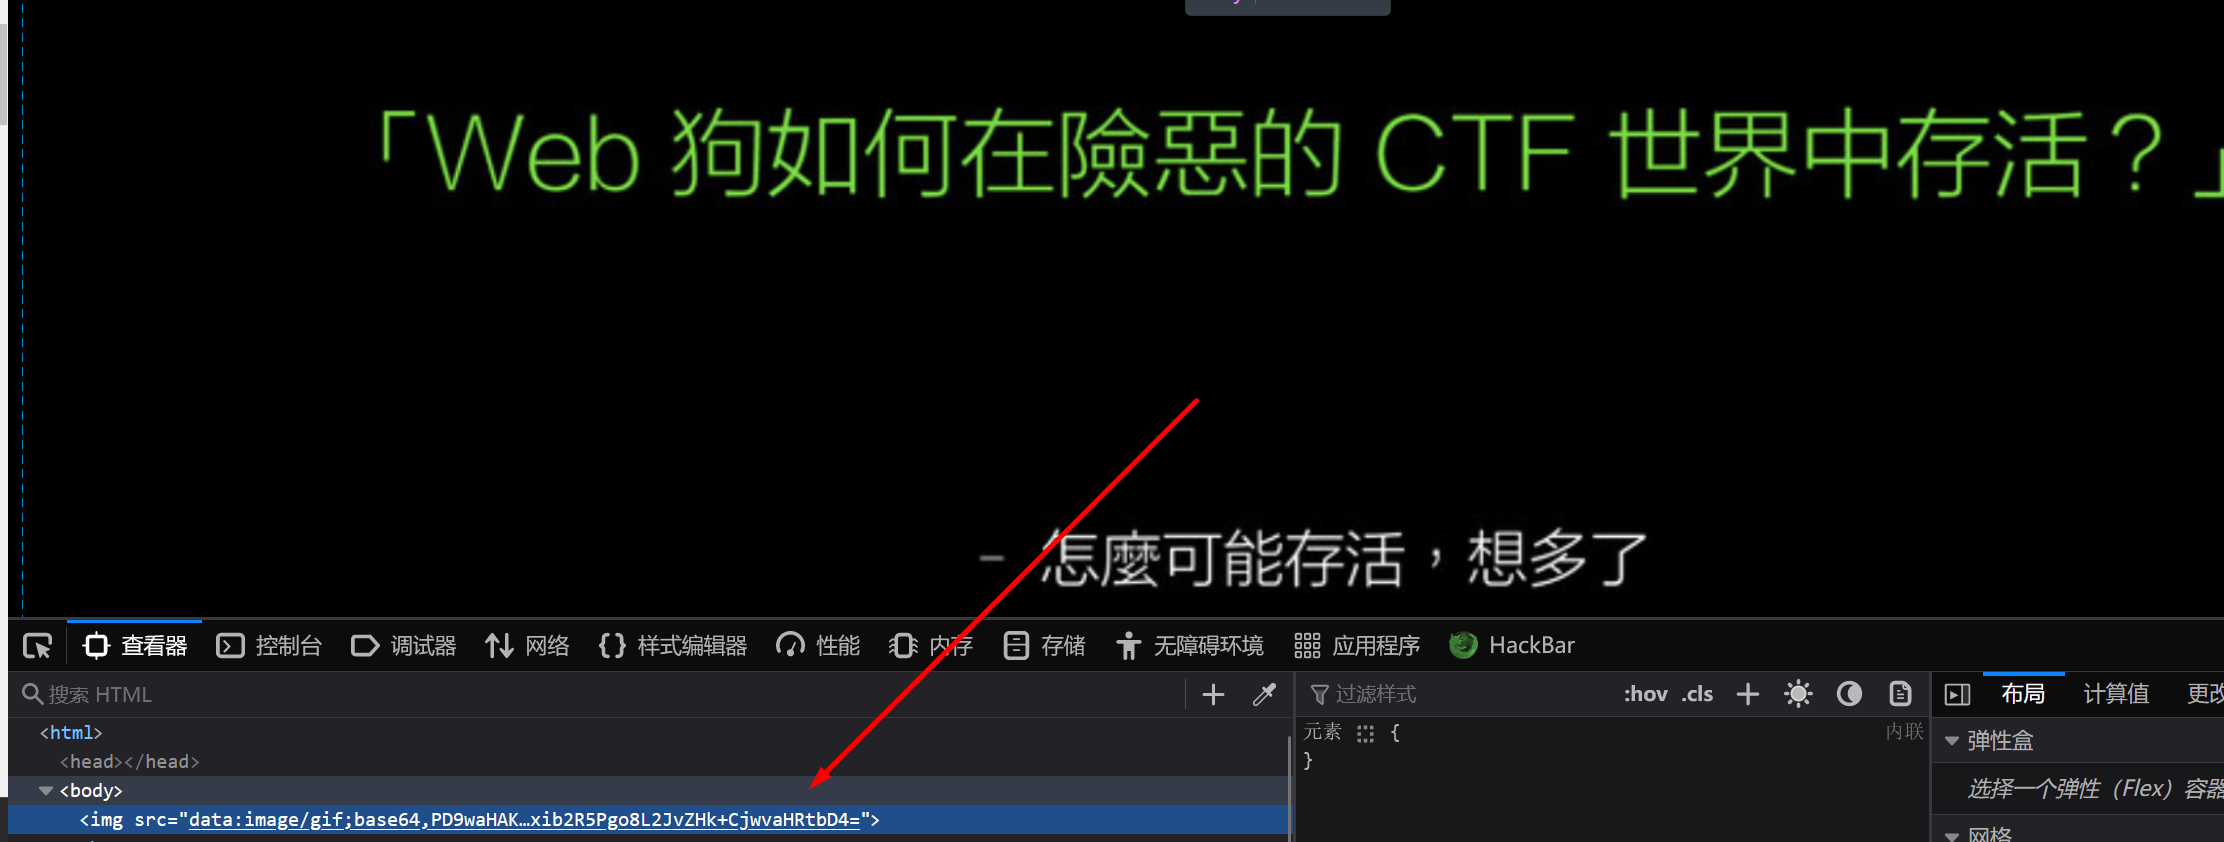 「Web 狗如何在險惡的 CTF 世界中存活？」
- 怎麼可能存活，想多了
查看器 控制台 调试器 网络 {} 样式编辑器 性能 内存 存储 无障碍环境 应用程序 HackBar
搜索 HTML
过滤样式 :hov .cls
布局 计算值 更改
<html>
<head></head>
<body>
<img src="data:image/gif;base64,PD9waHAK…xib2R5Pgo8L2JvZHk+CjwvaHRtbD4=">
元素 { 内联
}
弹性盒
选择一个弹性（Flex）容器
网格